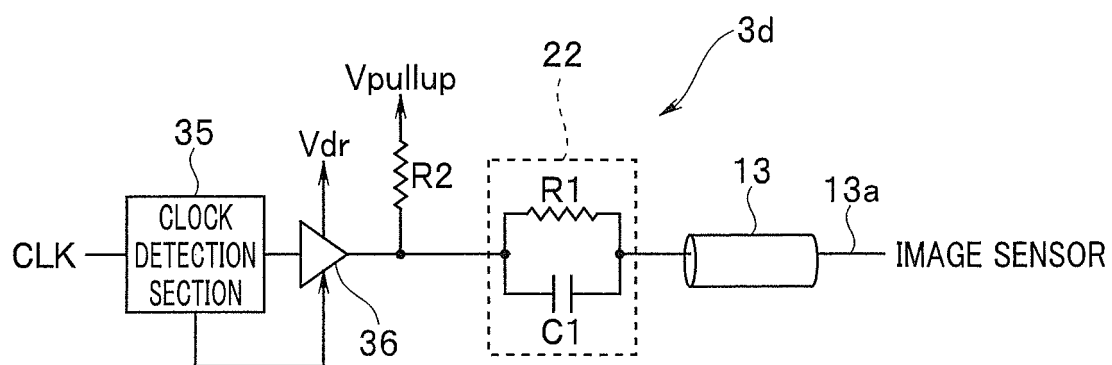 3d
22
Vpullup
35
Vdr
R2
R1
13
13a
CLK
CLOCK
DETECTION
SECTION
IMAGE SENSOR
36
C1